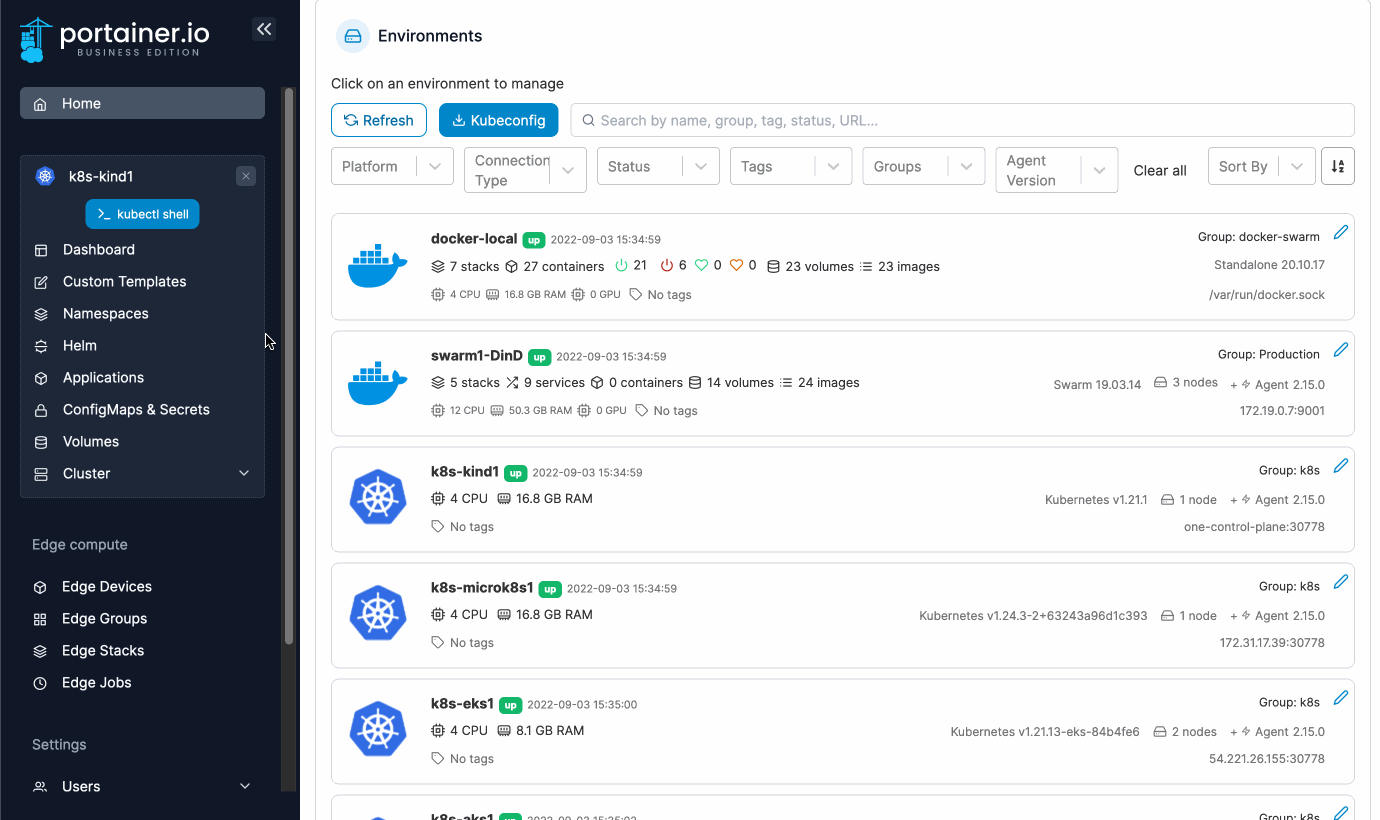 portainer.io
BUSINESS EDITION
Home
k8s-kind1
kubectl shell
Dashboard
Custom Templates
Namespaces
Helm
Applications
ConfigMaps & Secrets
Volumes
Cluster
Edge compute
Edge Devices
Edge Groups
Edge Stacks
Edge Jobs
Settings
Users
Environments
Click on an environment to manage
Refresh
Kubeconfig
Search by name, group, tag, status, URL...
Platform
Connection
Type
Status
Tags
Groups
Agent
Version
Clear all
Sort By
docker-local up 2022-09-03 15:34:59 Group: docker-swarm
7 stacks 27 containers 21 6 0 0 23 volumes 23 images Standalone 20.10.17
4 CPU 16.8 GB RAM 0 GPU No tags /var/run/docker.sock
swarm1-DinD up 2022-09-03 15:34:59 Group: Production
5 stacks 9 services 0 containers 14 volumes 24 images Swarm 19.03.14 3 nodes + Agent 2.15.0
12 CPU 50.3 GB RAM 0 GPU No tags 172.19.0.7:9001
k8s-kind1 up 2022-09-03 15:34:59 Group: k8s
4 CPU 16.8 GB RAM Kubernetes v1.21.1 1 node + Agent 2.15.0
No tags one-control-plane:30778
k8s-microk8s1 up 2022-09-03 15:34:59 Group: k8s
4 CPU 16.8 GB RAM Kubernetes v1.24.3-2+63243a96d1c393 1 node + Agent 2.15.0
No tags 172.31.17.39:30778
k8s-eks1 up 2022-09-03 15:35:00 Group: k8s
4 CPU 8.1 GB RAM Kubernetes v1.21.13-eks-84b4fe6 2 nodes + Agent 2.15.0
No tags 54.221.26.155:30778
k8s-aks1 up 2022-09-03 15:35:02 Group: k8s